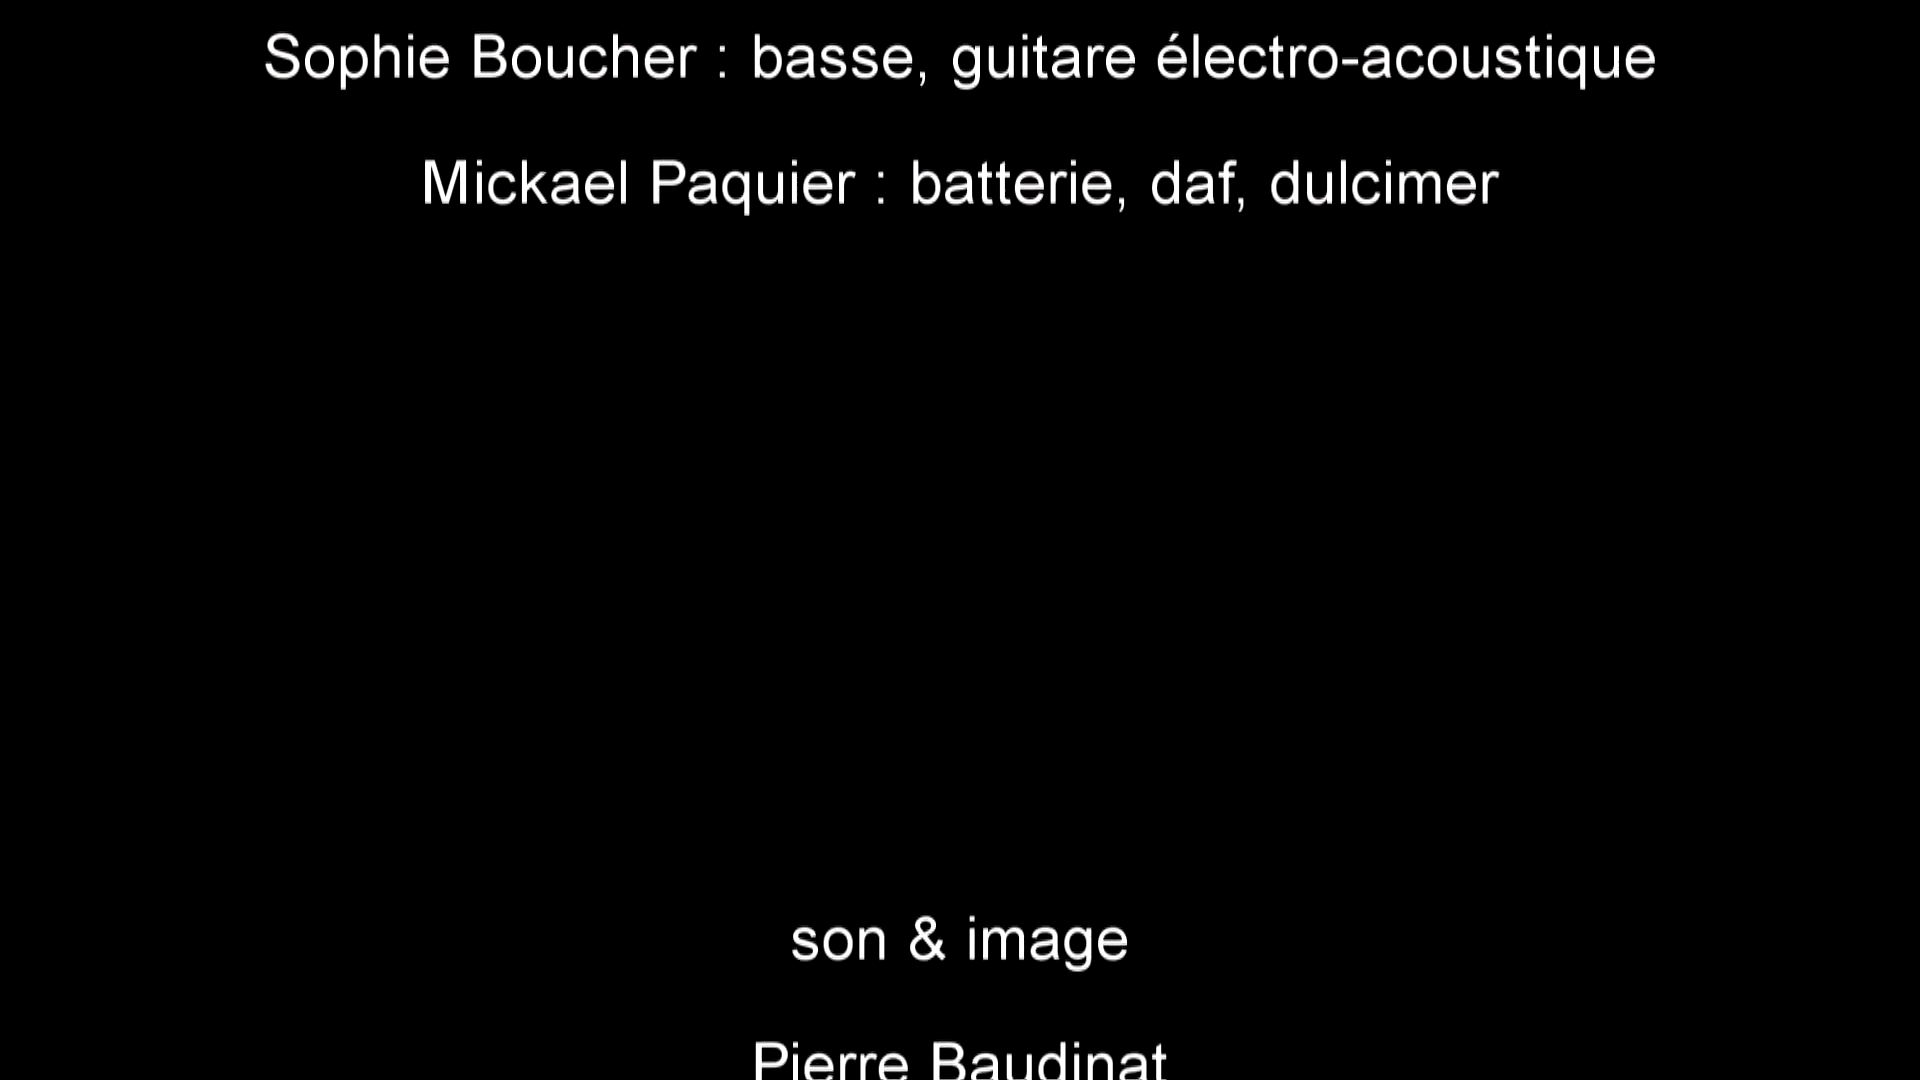 Sophie Boucher : basse, guitare électro-acoustique
Mickael Paquier : batterie, daf, dulcimer
son & image
Pierre Baudinat